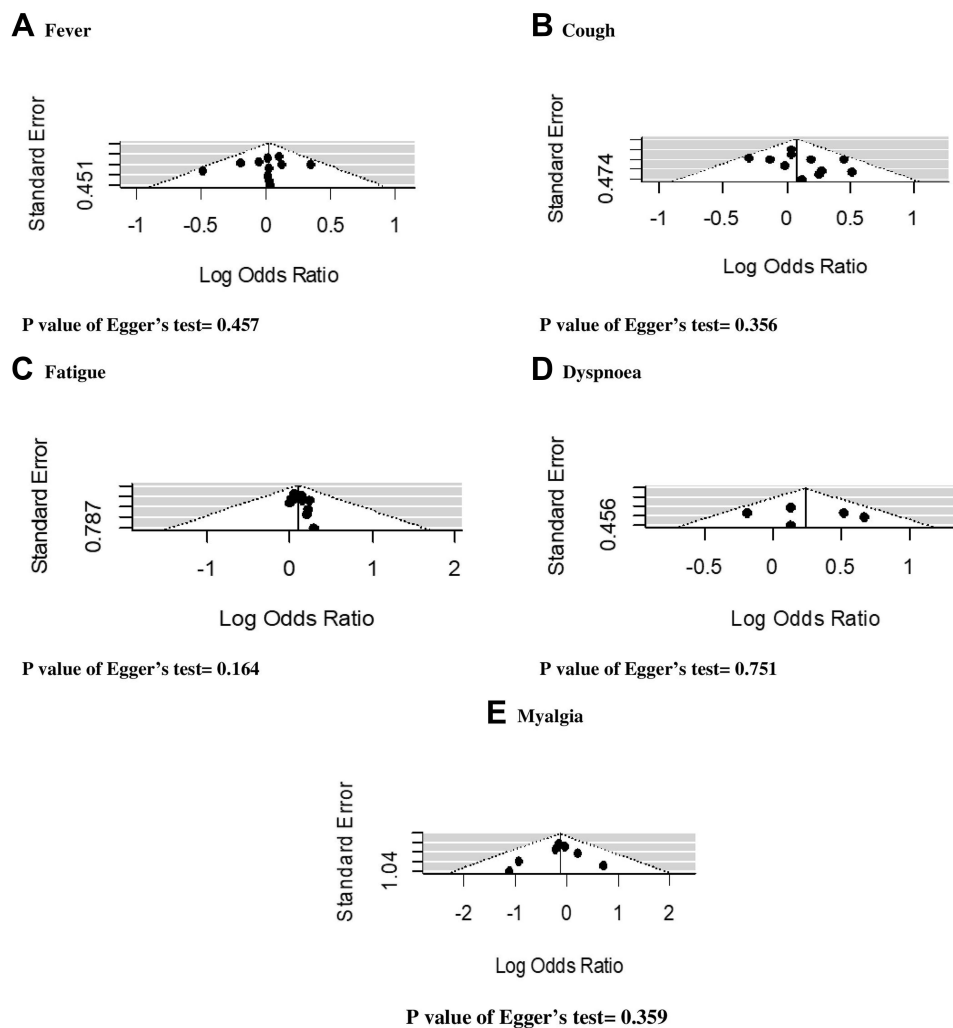 A Fever
Standard Error
0.451
-1 -0.5 0 0.5 1
Log Odds Ratio
P value of Egger’s test= 0.457
B Cough
Standard Error
0.474
-1 -0.5 0 0.5 1
Log Odds Ratio
P value of Egger’s test= 0.356
C Fatigue
Standard Error
0.787
-1 0 1 2
Log Odds Ratio
P value of Egger’s test= 0.164
D Dyspnoea
Standard Error
0.456
-0.5 0 0.5 1
Log Odds Ratio
P value of Egger’s test= 0.751
E Myalgia
Standard Error
1.04
-2 -1 0 1 2
Log Odds Ratio
P value of Egger’s test= 0.359